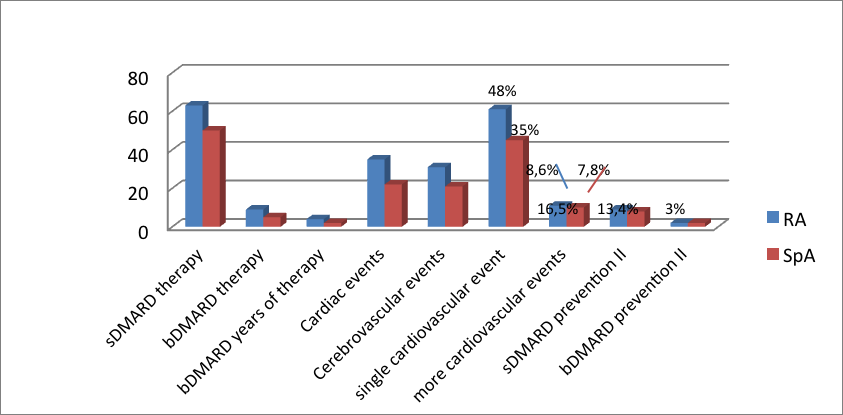 80
60
40
20
0
48%
35%
8,6%
7,8%
16,5%
13,4%
3%
sDMARD therapy
bDMARD therapy
bDMARD years of therapy
Cardiac events
Cerebrovascular events
single cardiovascular event
more cardiovascular events
sDMARD prevention II
bDMARD prevention II
RA
SpA